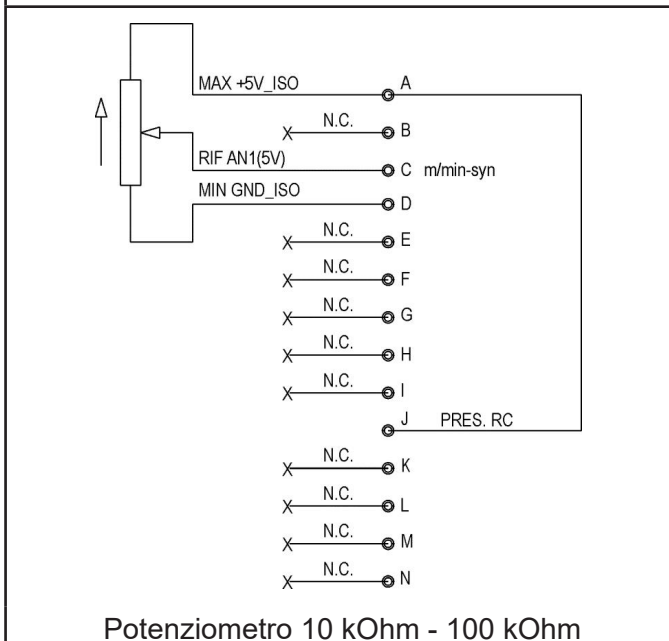 MAX +5V_ISO A
N.C. B
RIF AN1(5V) C m/min-syn
MIN GND_ISO D
N.C. E
N.C. F
N.C. G
N.C. H
N.C. I
J PRES. RC
N.C. K
N.C. L
N.C. M
N.C. N
Potenziometro 10 kOhm - 100 kOhm